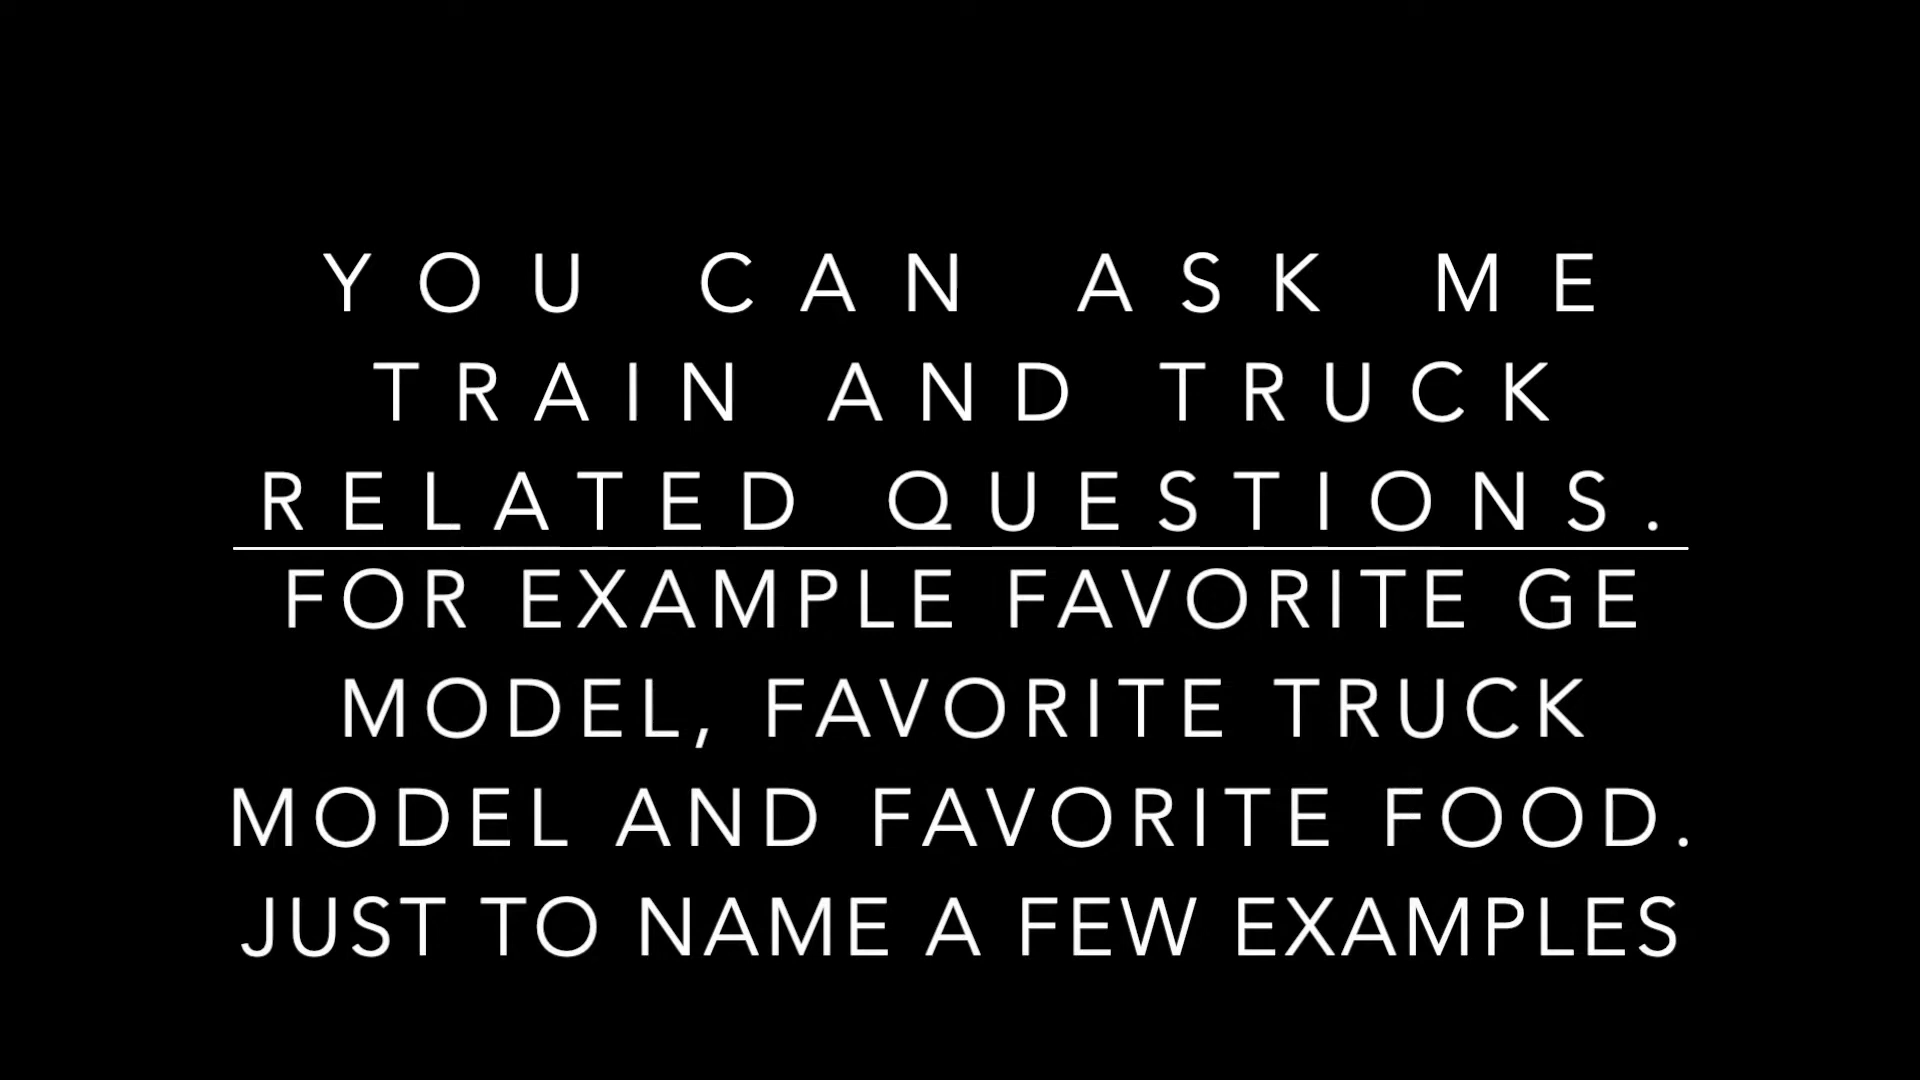 YOU CAN ASK ME
TRAIN AND TRUCK
RELATED QUESTIONS.
FOR EXAMPLE FAVORITE GE
MODEL, FAVORITE TRUCK
MODEL AND FAVORITE FOOD.
JUST TO NAME A FEW EXAMPLES